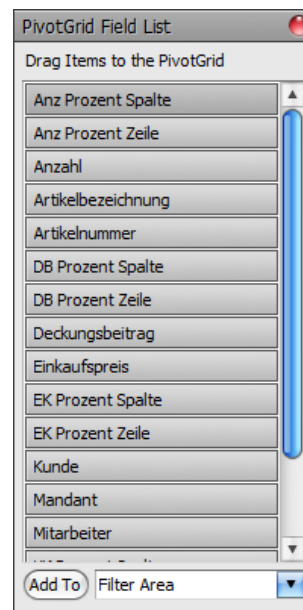 PivotGrid Field List
Drag Items to the PivotGrid
Anz Prozent Spalte
Anz Prozent Zeile
Anzahl
Artikelbezeichnung
Artikelnummer
DB Prozent Spalte
DB Prozent Zeile
Deckungsbeitrag
Einkaufspreis
EK Prozent Spalte
EK Prozent Zeile
Kunde
Mandant
Mitarbeiter
Add To Filter Area